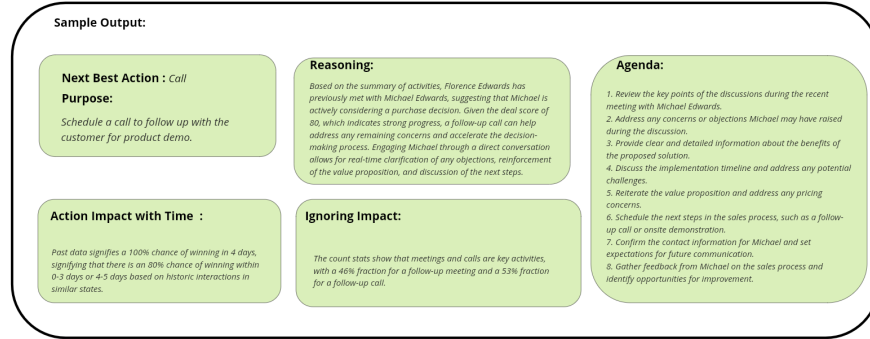 Sample Output:
Next Best Action : Call
Purpose:
Schedule a call to follow up with the
customer for product demo.
Reasoning:
Based on the summary of activities, Florence Edwards has
previously met with Michael Edwards, suggesting that Michael is
actively considering a purchase decision. Given the deal score of
80, which indicates strong progress, a follow-up call can help
address any remaining concerns and accelerate the decision-
making process. Engaging Michael through a direct conversation
allows for real-time clarification of any objections, reinforcement
of the value proposition, and discussion of the next steps.
Agenda:
1. Review the key points of the discussions during the recent
meeting with Michael Edwards.
2. Address any concerns or objections Michael may have raised
during the discussion.
3. Provide clear and detailed information about the benefits of
the proposed solution.
4. Discuss the implementation timeline and address any potential
challenges.
5. Reiterate the value proposition and address any pricing
concerns.
6. Schedule the next steps in the sales process, such as a follow-
up call or onsite demonstration.
7. Confirm the contact information for Michael and set
expectations for future communication.
8. Gather feedback from Michael on the sales process and
identify opportunities for improvement.
Action Impact with Time :
Past data signifies a 100% chance of winning in 4 days,
signifying that there is an 80% chance of winning within
0-3 days or 4-5 days based on historic interactions in
similar states.
Ignoring Impact:
The count stats show that meetings and calls are key activities,
with a 46% fraction for a follow-up meeting and a 53% fraction
for a follow-up call.